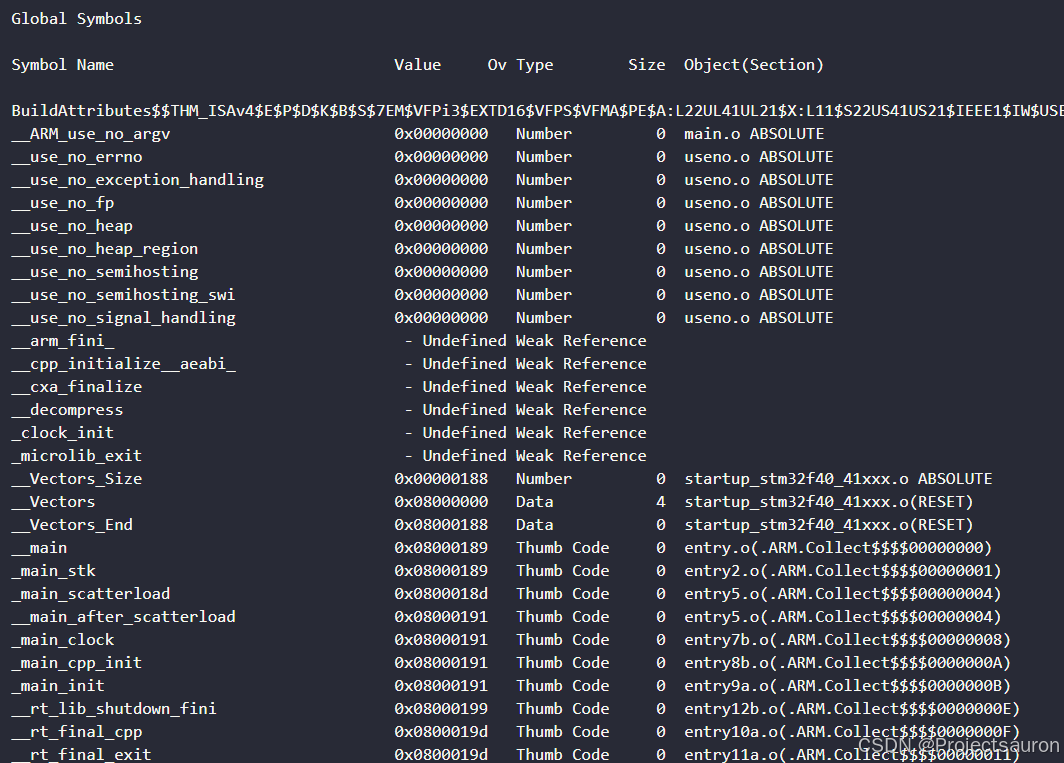 Global Symbols
Symbol Name Value Ov Type Size Object(Section)
BuildAttributes$$THM_ISAv4$E$P$D$K$B$S$7EM$VFPi3$EXTD16$VFPS$VFMA$PE$A:L22UL41UL21$X:L11$S22US41US21$IEEE1$IW$USE
__ARM_use_no_argv 0x00000000 Number 0 main.o ABSOLUTE
__use_no_errno 0x00000000 Number 0 useno.o ABSOLUTE
__use_no_exception_handling 0x00000000 Number 0 useno.o ABSOLUTE
__use_no_fp 0x00000000 Number 0 useno.o ABSOLUTE
__use_no_heap 0x00000000 Number 0 useno.o ABSOLUTE
__use_no_heap_region 0x00000000 Number 0 useno.o ABSOLUTE
__use_no_semihosting 0x00000000 Number 0 useno.o ABSOLUTE
__use_no_semihosting_swi 0x00000000 Number 0 useno.o ABSOLUTE
__use_no_signal_handling 0x00000000 Number 0 useno.o ABSOLUTE
__arm_fini_ - Undefined Weak Reference
__cpp_initialize__aeabi_ - Undefined Weak Reference
__cxa_finalize - Undefined Weak Reference
__decompress - Undefined Weak Reference
_clock_init - Undefined Weak Reference
_microlib_exit - Undefined Weak Reference
__Vectors_Size 0x00000188 Number 0 startup_stm32f40_41xxx.o ABSOLUTE
__Vectors 0x08000000 Data 4 startup_stm32f40_41xxx.o(RESET)
__Vectors_End 0x08000188 Data 0 startup_stm32f40_41xxx.o(RESET)
__main 0x08000189 Thumb Code 0 entry.o(.ARM.Collect$$$$00000000)
_main_stk 0x08000189 Thumb Code 0 entry2.o(.ARM.Collect$$$$00000001)
_main_scatterload 0x0800018d Thumb Code 0 entry5.o(.ARM.Collect$$$$00000004)
__main_after_scatterload 0x08000191 Thumb Code 0 entry5.o(.ARM.Collect$$$$00000004)
_main_clock 0x08000191 Thumb Code 0 entry7b.o(.ARM.Collect$$$$00000008)
_main_cpp_init 0x08000191 Thumb Code 0 entry8b.o(.ARM.Collect$$$$0000000A)
_main_init 0x08000191 Thumb Code 0 entry9a.o(.ARM.Collect$$$$0000000B)
__rt_lib_shutdown_fini 0x08000199 Thumb Code 0 entry12b.o(.ARM.Collect$$$$0000000E)
__rt_final_cpp 0x0800019d Thumb Code 0 entry10a.o(.ARM.Collect$$$$0000000F)
__rt_final_exit 0x0800019d Thumb Code 0 entry11a.o(.ARM.Collect$$$$00000011)
CSDN @Projectsauron